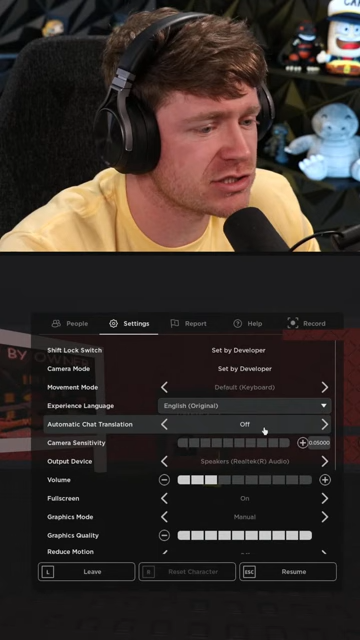 People Settings Report Help Record
Shift Lock Switch Set by Developer
Camera Mode Set by Developer
Movement Mode Default (Keyboard)
Experience Language English (Original)
Automatic Chat Translation Off
Camera Sensitivity 0.05000
Output Device Speakers (Realtek(R) Audio)
Volume
Fullscreen On
Graphics Mode Manual
Graphics Quality
Reduce Motion
L Leave R Reset Character ESC Resume
BY OWNER